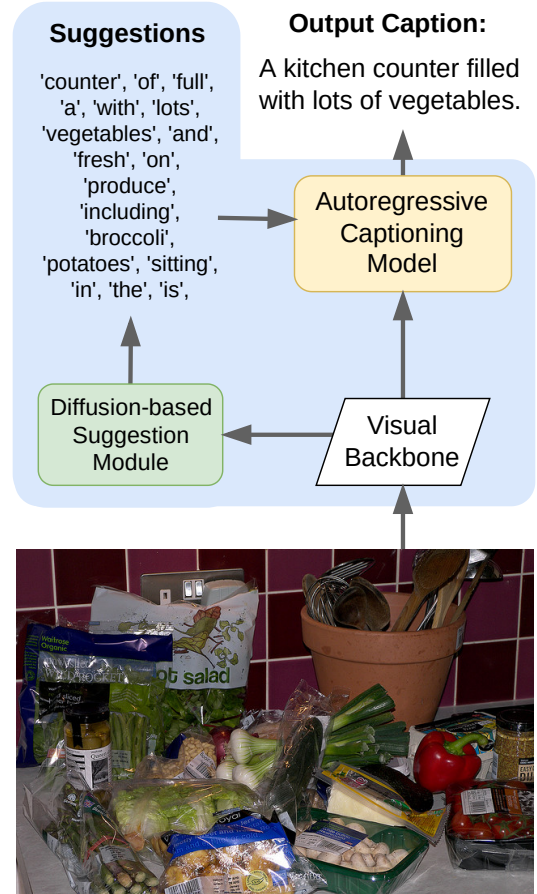 Suggestions
'counter', 'of', 'full',
'a', 'with', 'lots',
'vegetables', 'and',
'fresh', 'on',
'produce',
'including',
'broccoli',
'potatoes', 'sitting',
'in', 'the', 'is',
Output Caption:
A kitchen counter filled
with lots of vegetables.
Autoregressive
Captioning
Model
Diffusion-based
Suggestion
Module
Visual
Backbone
Waitrose
Organic
salad